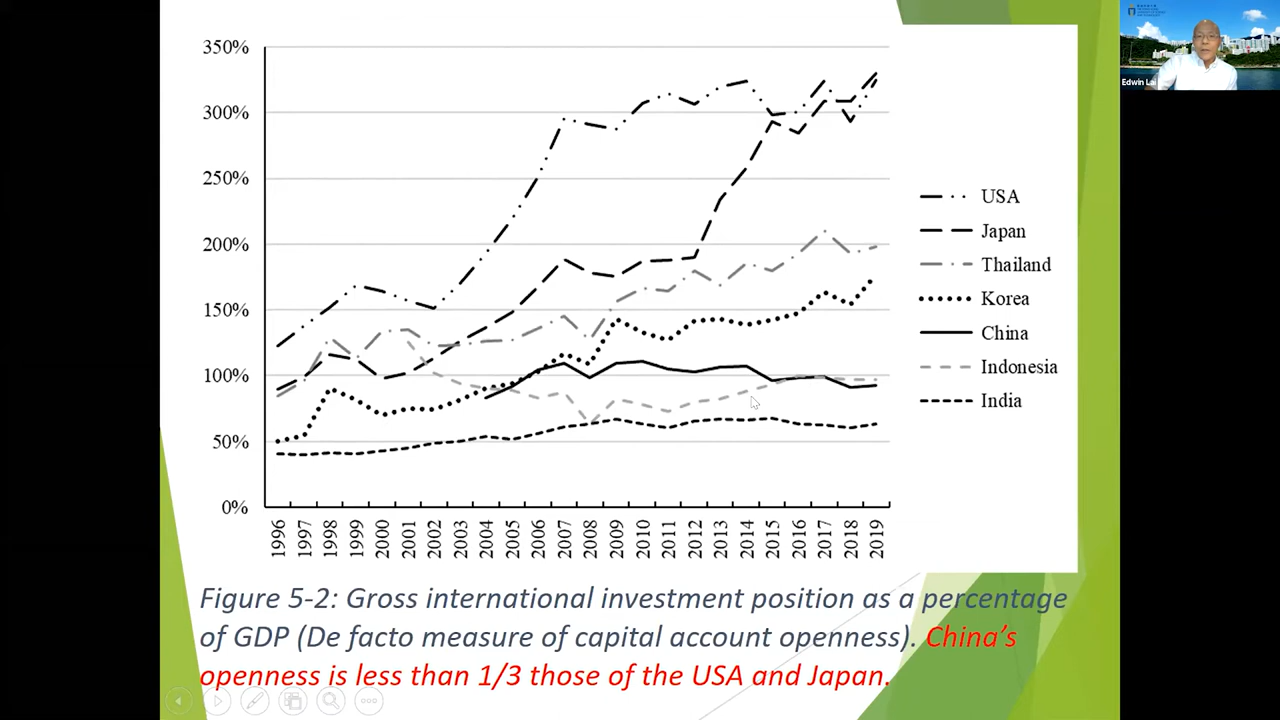 350%
300%
250%
200%
150%
100%
50%
0%
1996
1997
1998
1999
2000
2001
2002
2003
2004
2005
2006
2007
2008
2009
2010
2011
2012
2013
2014
2015
2016
2017
2018
2019
USA
Japan
Thailand
Korea
China
Indonesia
India
Edwin Lai
Figure 5-2: Gross international investment position as a percentage
of GDP (De facto measure of capital account openness). China’s
openness is less than 1/3 those of the USA and Japan.